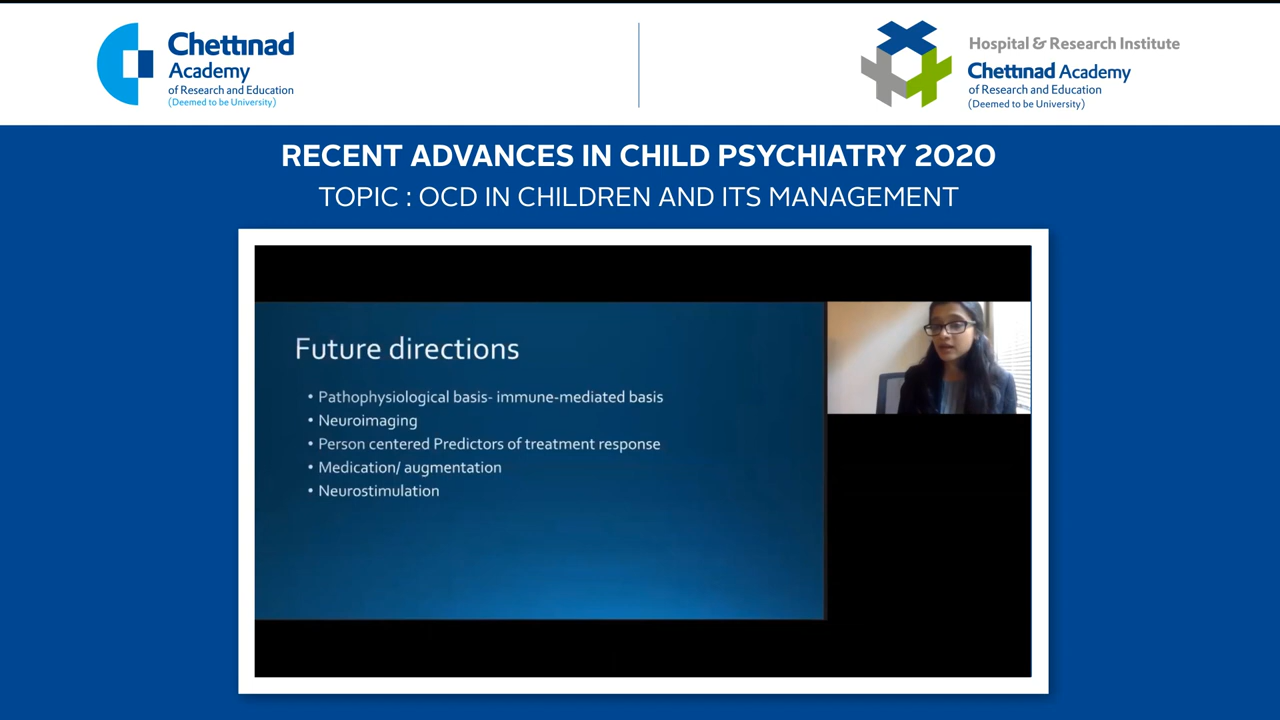 Chettinad
Academy
of Research and Education
(Deemed to be University)
Hospital & Research Institute
Chettinad Academy
of Research and Education
(Deemed to be University)
RECENT ADVANCES IN CHILD PSYCHIATRY 2020
TOPIC : OCD IN CHILDREN AND ITS MANAGEMENT
Future directions
• Pathophysiological basis- immune-mediated basis
• Neuroimaging
• Person centered Predictors of treatment response
• Medication/ augmentation
• Neurostimulation